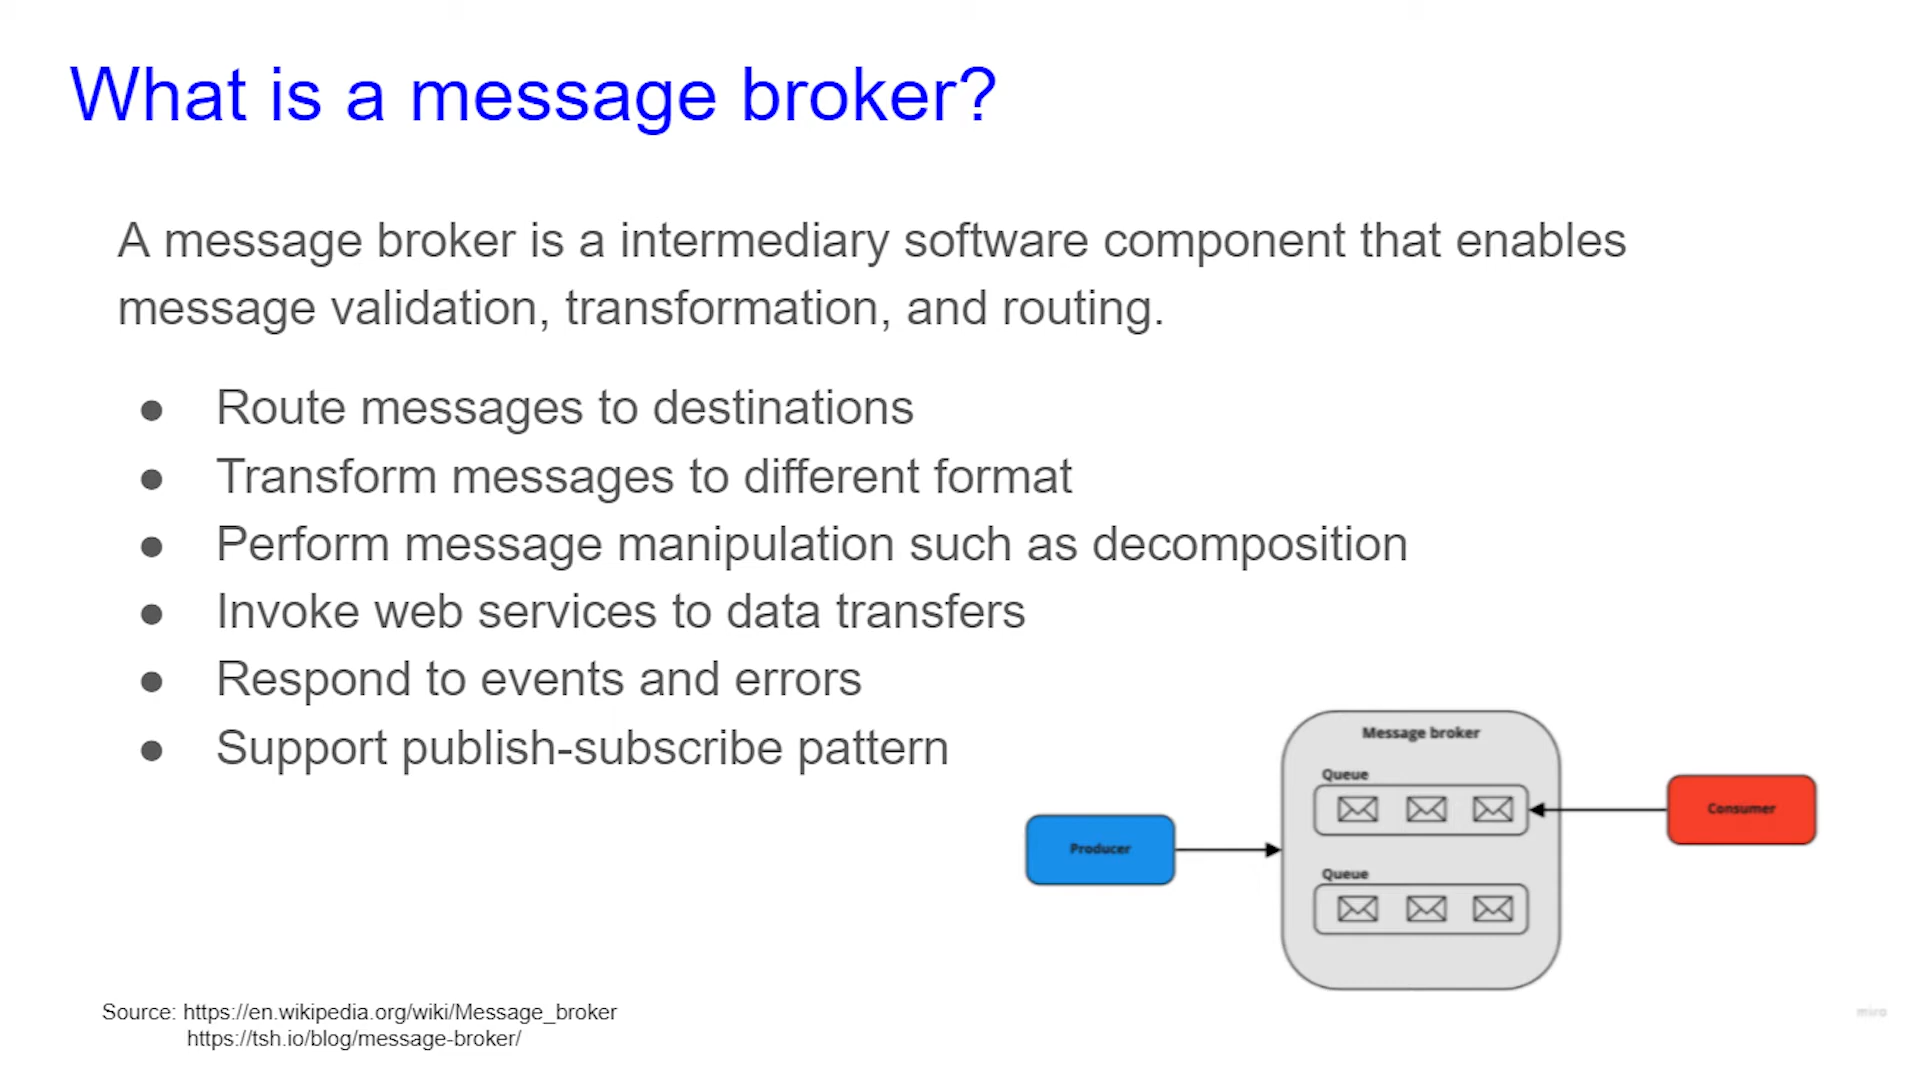 What is a message broker?
A message broker is a intermediary software component that enables
message validation, transformation, and routing.
● Route messages to destinations
● Transform messages to different format
● Perform message manipulation such as decomposition
● Invoke web services to data transfers
● Respond to events and errors
● Support publish-subscribe pattern
Message broker
Queue
Consumer
Producer
Queue
Source: https://en.wikipedia.org/wiki/Message_broker
https://tsh.io/blog/message-broker/
miro